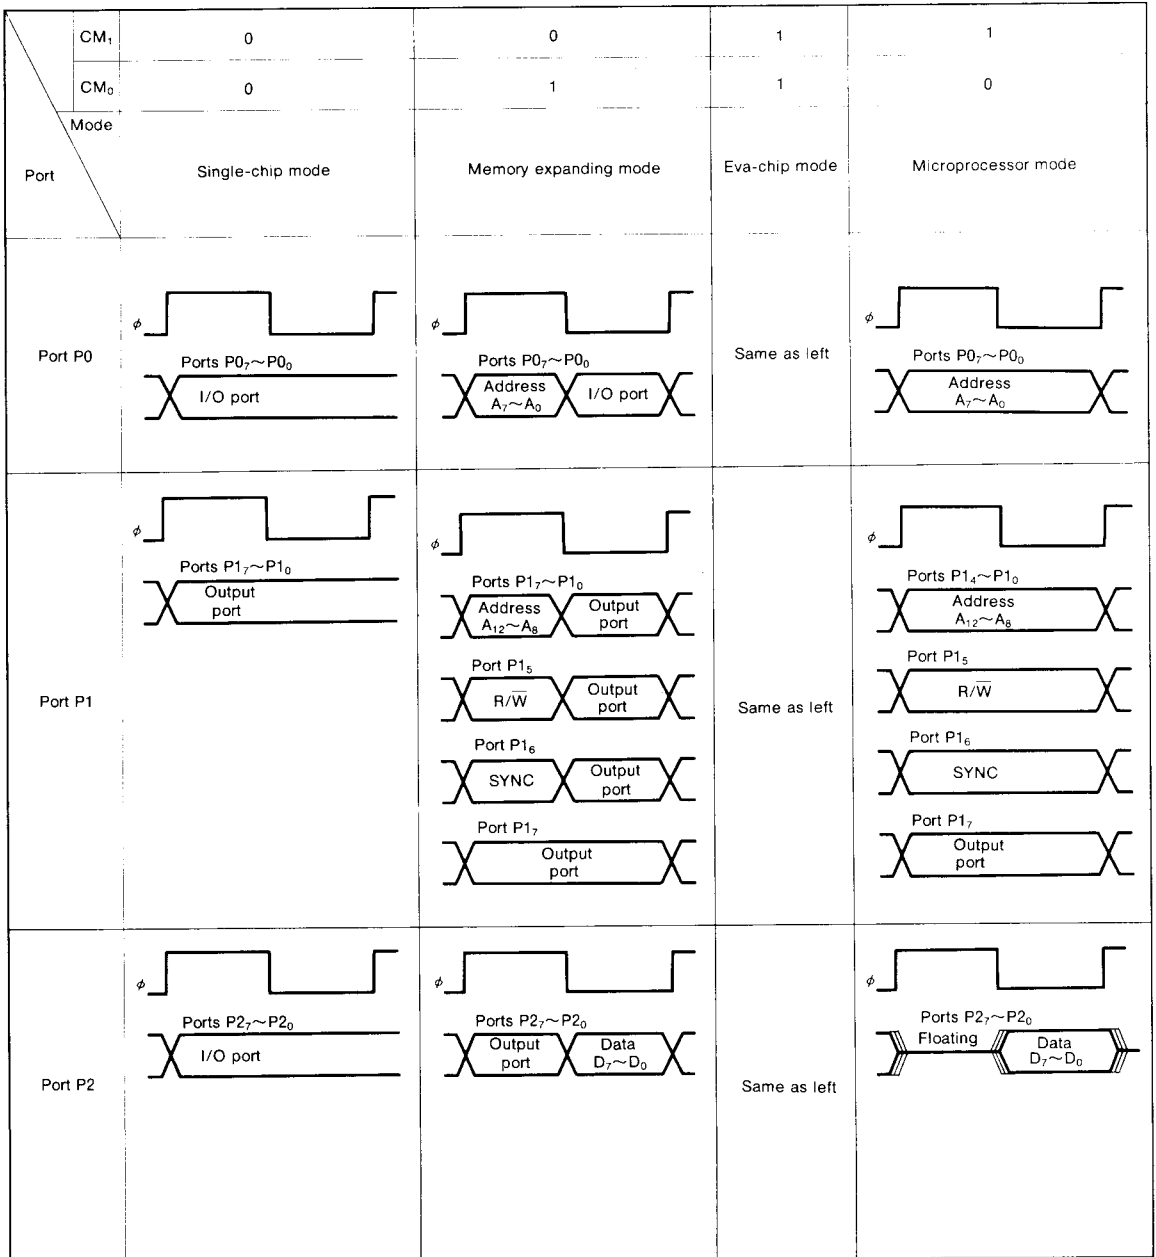 CM₁ 0 0 1 1
CM₀ 0 1 1 0
Mode
Port Single-chip mode Memory expanding mode Eva-chip mode Microprocessor mode
Port P0
φ
Ports P0₇~P0₀
I/O port
φ
Ports P0₇~P0₀
Address
A₇~A₀
I/O port
Same as left
φ
Ports P0₇~P0₀
Address
A₇~A₀
Port P1
φ
Ports P1₇~P1₀
Output
port
φ
Ports P1₇~P1₀
Address
A₁₂~A₈
Output
port
Port P1₅
R/W̅
Output
port
Port P1₆
SYNC
Output
port
Port P1₇
Output
port
Same as left
φ
Ports P1₄~P1₀
Address
A₁₂~A₈
Port P1₅
R/W̅
Port P1₆
SYNC
Port P1₇
Output
port
Port P2
φ
Ports P2₇~P2₀
I/O port
φ
Ports P2₇~P2₀
Output
port
Data
D₇~D₀
Same as left
φ
Ports P2₇~P2₀
Floating
Data
D₇~D₀